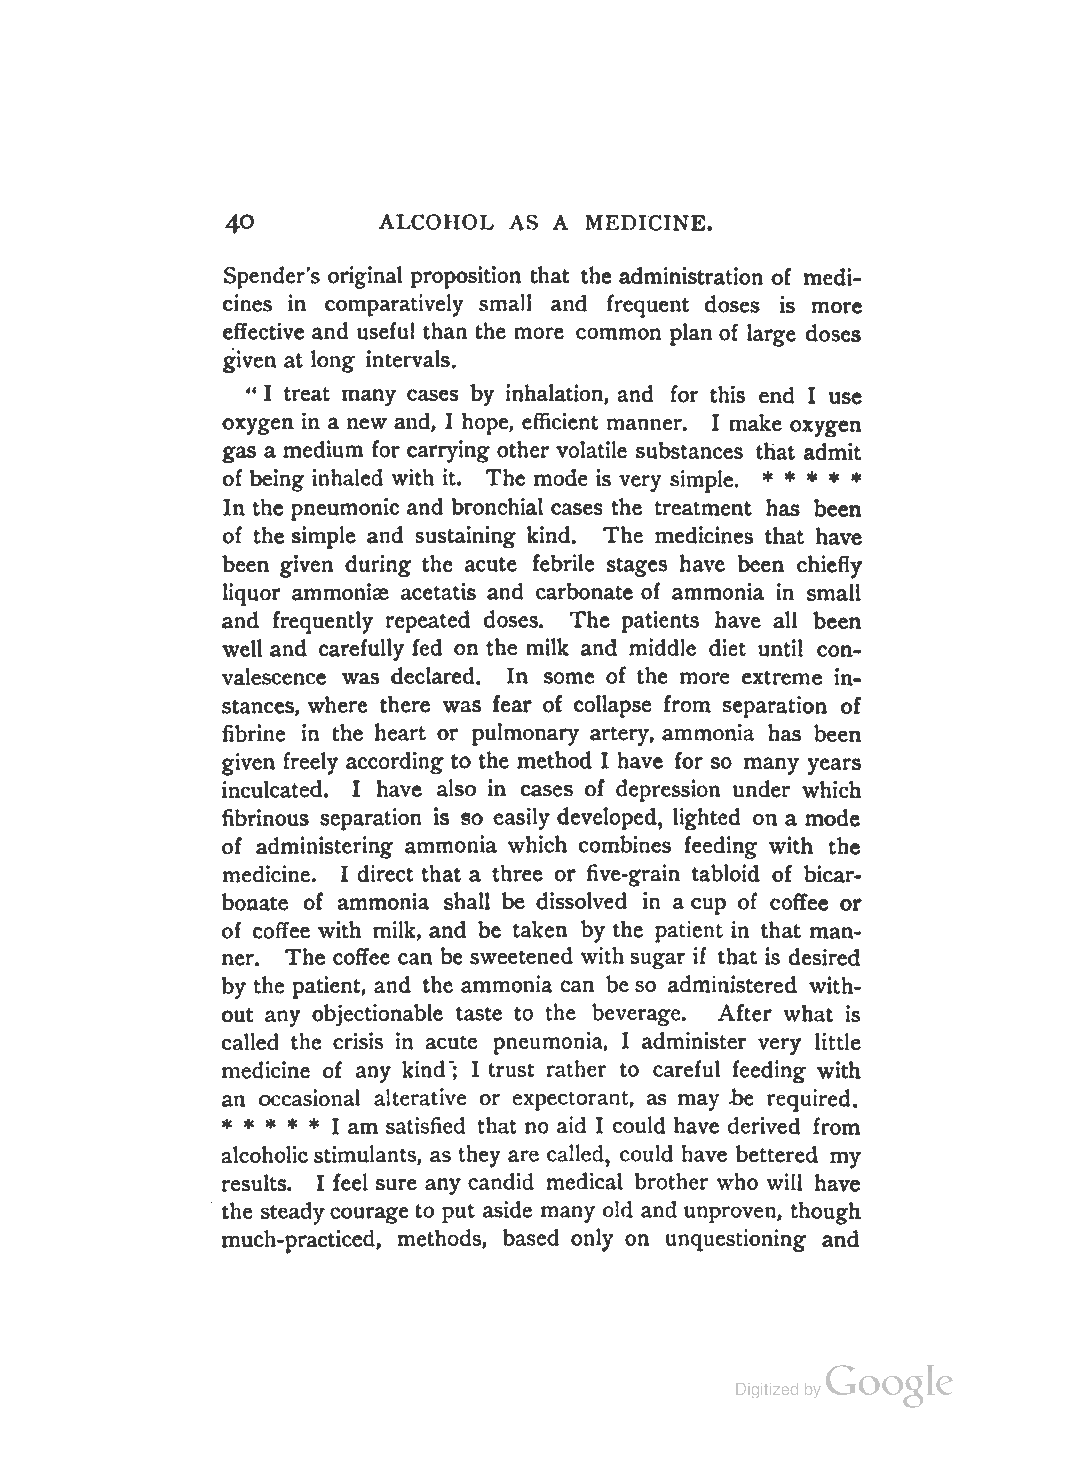 40 ALCOHOL AS A MEDICINE.
Spender's original proposition that the administration of medi-
cines in comparatively small and frequent doses is more
effective and useful than the more common plan of large doses
given at long intervals.
“ I treat many cases by inhalation, and for this end I use
oxygen in a new and, I hope, efficient manner. I make oxygen
gas a medium for carrying other volatile substances that admit
of being inhaled with it. The mode is very simple. * * * * *
In the pneumonic and bronchial cases the treatment has been
of the simple and sustaining kind. The medicines that have
been given during the acute febrile stages have been chiefly
liquor ammoniæ acetatis and carbonate of ammonia in small
and frequently repeated doses. The patients have all been
well and carefully fed on the milk and middle diet until con-
valescence was declared. In some of the more extreme in-
stances, where there was fear of collapse from separation of
fibrine in the heart or pulmonary artery, ammonia has been
given freely according to the method I have for so many years
inculcated. I have also in cases of depression under which
fibrinous separation is so easily developed, lighted on a mode
of administering ammonia which combines feeding with the
medicine. I direct that a three or five-grain tabloid of bicar-
bonate of ammonia shall be dissolved in a cup of coffee or
of coffee with milk, and be taken by the patient in that man-
ner. The coffee can be sweetened with sugar if that is desired
by the patient, and the ammonia can be so administered with-
out any objectionable taste to the beverage. After what is
called the crisis in acute pneumonia, I administer very little
medicine of any kind; I trust rather to careful feeding with
an occasional alterative or expectorant, as may be required.
* * * * * I am satisfied that no aid I could have derived from
alcoholic stimulants, as they are called, could have bettered my
results. I feel sure any candid medical brother who will have
the steady courage to put aside many old and unproven, though
much-practiced, methods, based only on unquestioning and
Digitized by Google